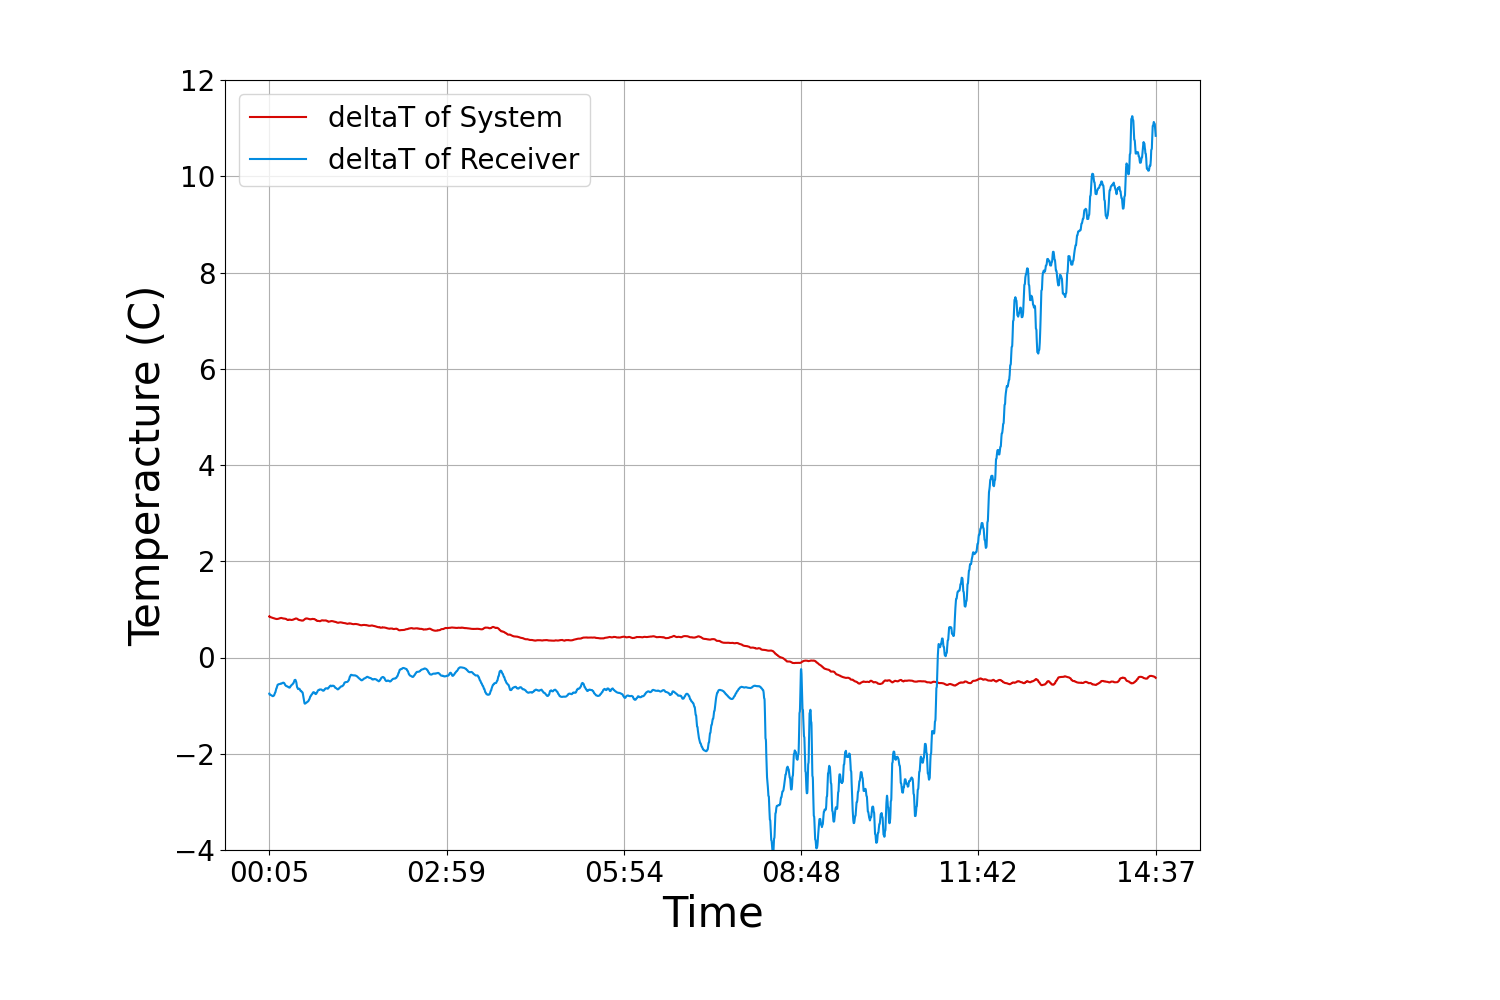 deltaT of System
deltaT of Receiver
Temperacture (C)
12
10
8
6
4
2
0
−2
−4
00:05 02:59 05:54 08:48 11:42 14:37
Time